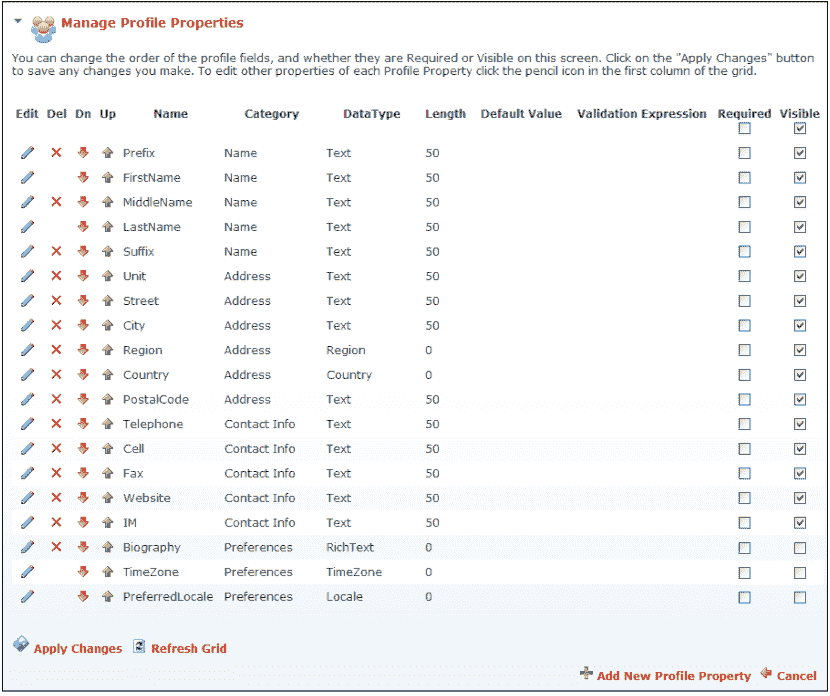 Manage Profile Properties
You can change the order of the profile fields, and whether they are Required or Visible on this screen. Click on the "Apply Changes" button
to save any changes you make. To edit other properties of each Profile Property click the pencil icon in the first column of the grid.
Edit Del Dn Up Name Category DataType Length Default Value Validation Expression Required Visible
Prefix Name Text 50
FirstName Name Text 50
MiddleName Name Text 50
LastName Name Text 50
Suffix Name Text 50
Unit Address Text 50
Street Address Text 50
City Address Text 50
Region Address Region 0
Country Address Country 0
PostalCode Address Text 50
Telephone Contact Info Text 50
Cell Contact Info Text 50
Fax Contact Info Text 50
Website Contact Info Text 50
IM Contact Info Text 50
Biography Preferences RichText 0
TimeZone Preferences TimeZone 0
PreferredLocale Preferences Locale 0
Apply Changes Refresh Grid
Add New Profile Property Cancel